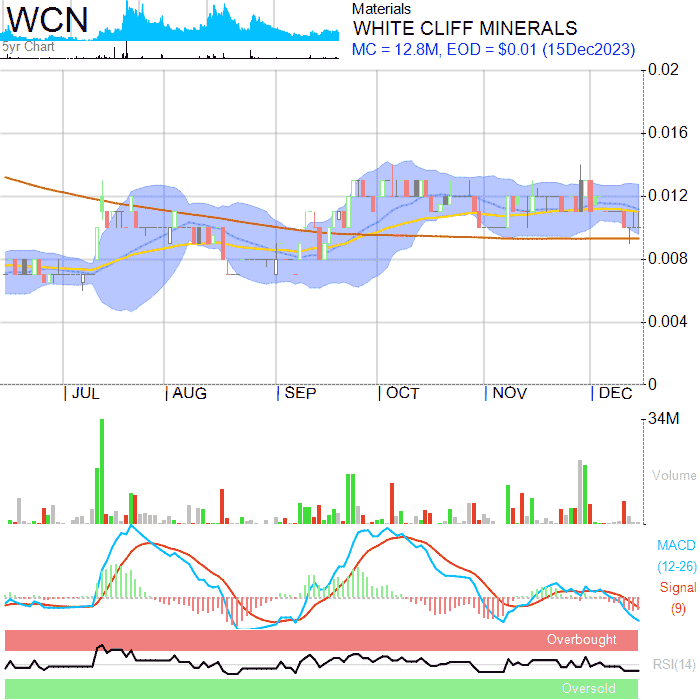 WCN
5yr Chart
Materials
WHITE CLIFF MINERALS
MC = 12.8M, EOD = $0.01 (15Dec2023)
0.02
0.016
0.012
0.008
0.004
0
JUL AUG SEP OCT NOV DEC
34M
Volume
MACD
(12-26)
Signal
(9)
Overbought
RSI(14)
Oversold